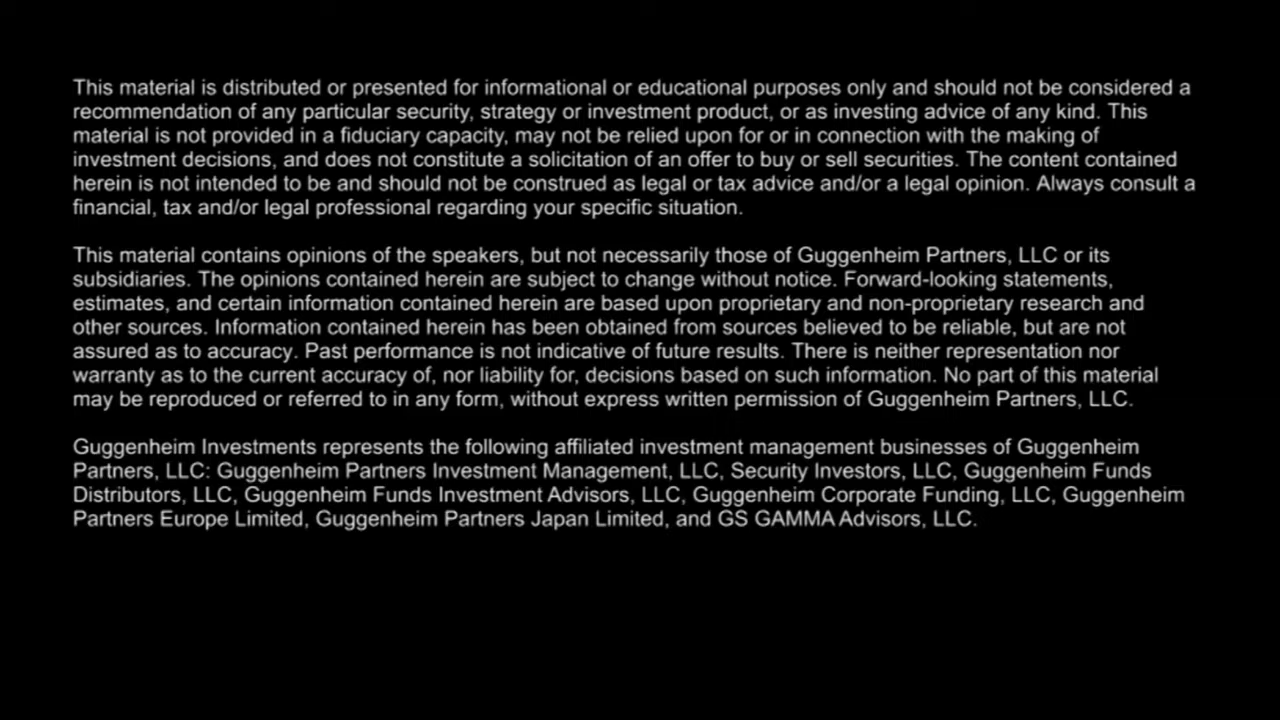 This material is distributed or presented for informational or educational purposes only and should not be considered a
recommendation of any particular security, strategy or investment product, or as investing advice of any kind. This
material is not provided in a fiduciary capacity, may not be relied upon for or in connection with the making of
investment decisions, and does not constitute a solicitation of an offer to buy or sell securities. The content contained
herein is not intended to be and should not be construed as legal or tax advice and/or a legal opinion. Always consult a
financial, tax and/or legal professional regarding your specific situation.
This material contains opinions of the speakers, but not necessarily those of Guggenheim Partners, LLC or its
subsidiaries. The opinions contained herein are subject to change without notice. Forward-looking statements,
estimates, and certain information contained herein are based upon proprietary and non-proprietary research and
other sources. Information contained herein has been obtained from sources believed to be reliable, but are not
assured as to accuracy. Past performance is not indicative of future results. There is neither representation nor
warranty as to the current accuracy of, nor liability for, decisions based on such information. No part of this material
may be reproduced or referred to in any form, without express written permission of Guggenheim Partners, LLC.
Guggenheim Investments represents the following affiliated investment management businesses of Guggenheim
Partners, LLC: Guggenheim Partners Investment Management, LLC, Security Investors, LLC, Guggenheim Funds
Distributors, LLC, Guggenheim Funds Investment Advisors, LLC, Guggenheim Corporate Funding, LLC, Guggenheim
Partners Europe Limited, Guggenheim Partners Japan Limited, and GS GAMMA Advisors, LLC.